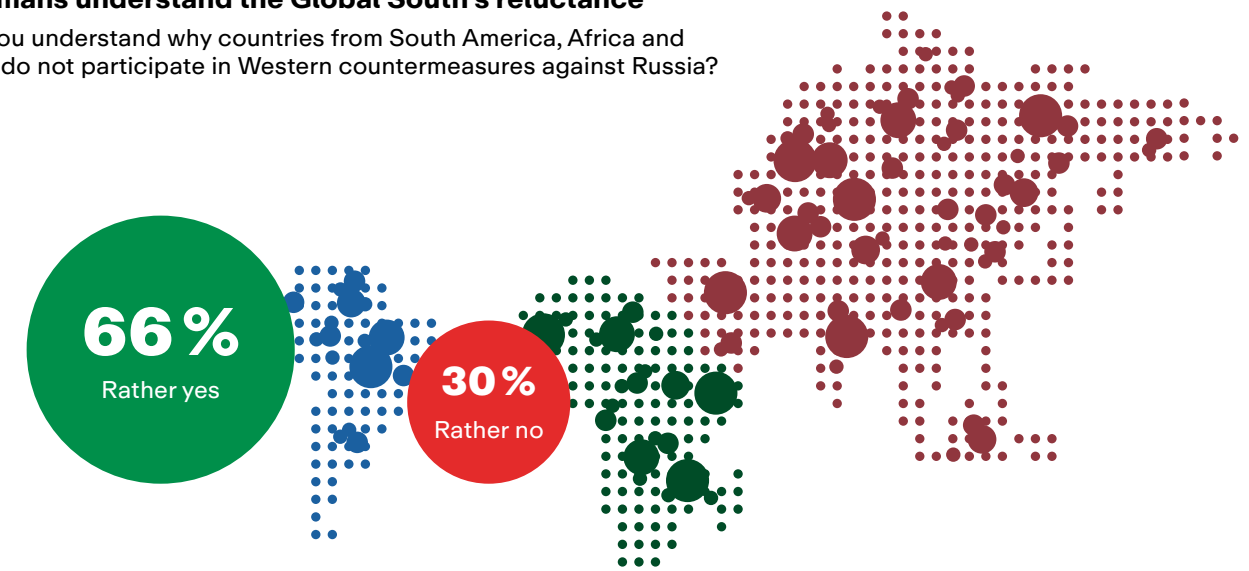 mans understand the Global South's reluctance
ou understand why countries from South America, Africa and
do not participate in Western countermeasures against Russia?
66 %
Rather yes
30 %
Rather no